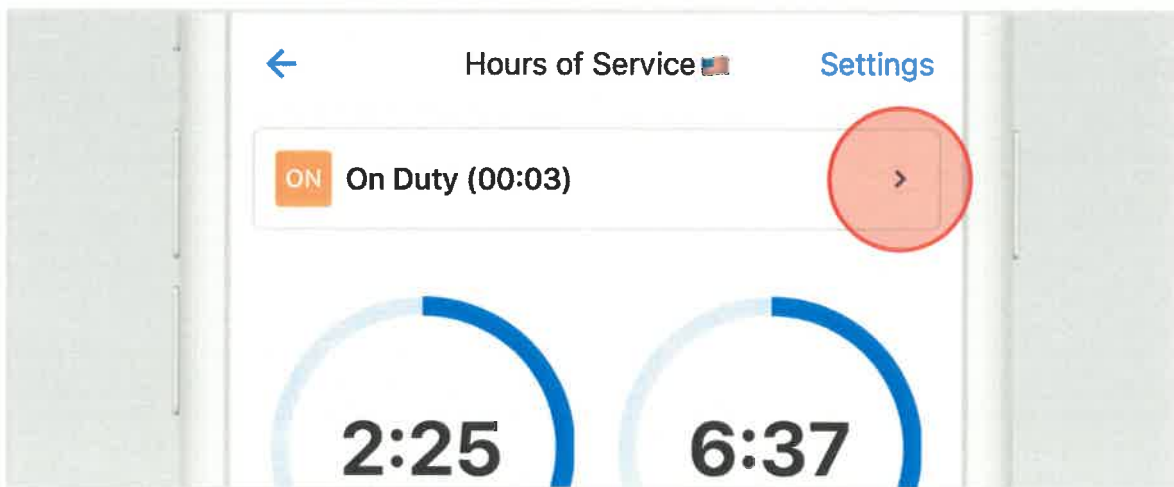 Hours of Service🇺🇸 Settings
ON On Duty (00:03)
2:25 6:37